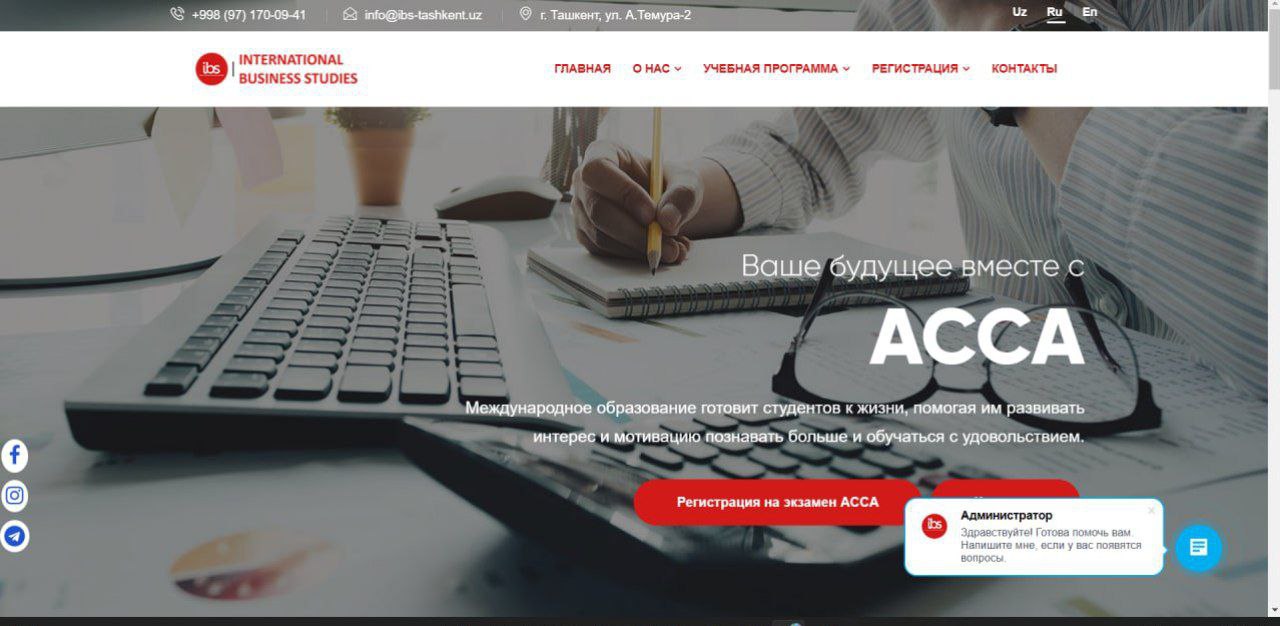 +998 (97) 170-09-41 info@ibs-tashkent.uz г. Ташкент, ул. А.Темура-2 Uz Ru En
ibs INTERNATIONAL
BUSINESS STUDIES
ГЛАВНАЯ О НАС УЧЕБНАЯ ПРОГРАММА РЕГИСТРАЦИЯ КОНТАКТЫ
Ваше будущее вместе с
ACCA
Международное образование готовит студентов к жизни, помогая им развивать
интерес и мотивацию познавать больше и обучаться с удовольствием.
Регистрация на экзамен ACCA
ibs
Администратор
Здравствуйте! Готова помочь вам.
Напишите мне, если у вас появятся
вопросы.